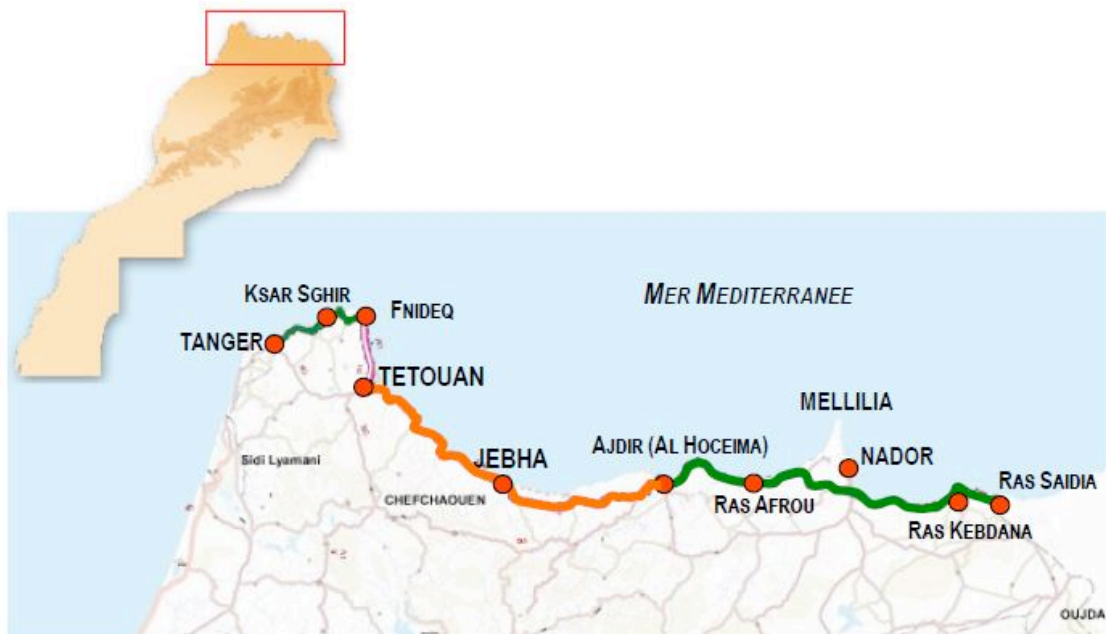 KSAR SGHIR
FNIDEQ
MER MEDITERRANEE
TANGER
TETOUAN
MELLILIA
Sidi Lyamani
JEBHA
AJDIR (AL HOCEIMA)
NADOR
CHEFCHAOUEN
RAS AFROU
RAS SAIDIA
RAS KEBDANA
OUJDA